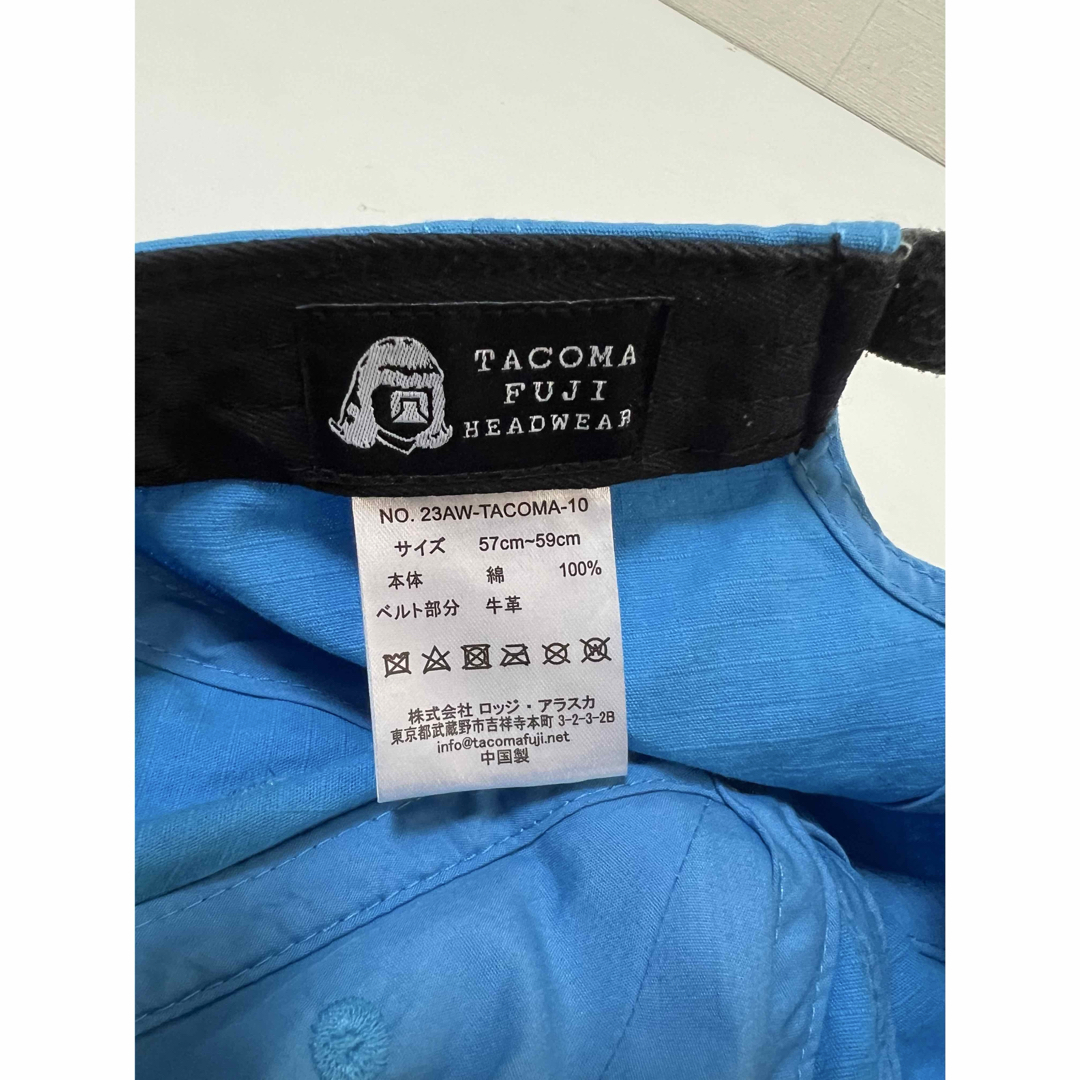 TACOMA
FUJI
HEADWEAR
NO. 23AW-TACOMA-10
サイズ 57cm~59cm
本体 綿 100%
ベルト部分 牛革
株式会社 ロッジ・アラスカ
東京都武蔵野市吉祥寺本町 3-2-3-2B
info@tacomafuji.net
中国製